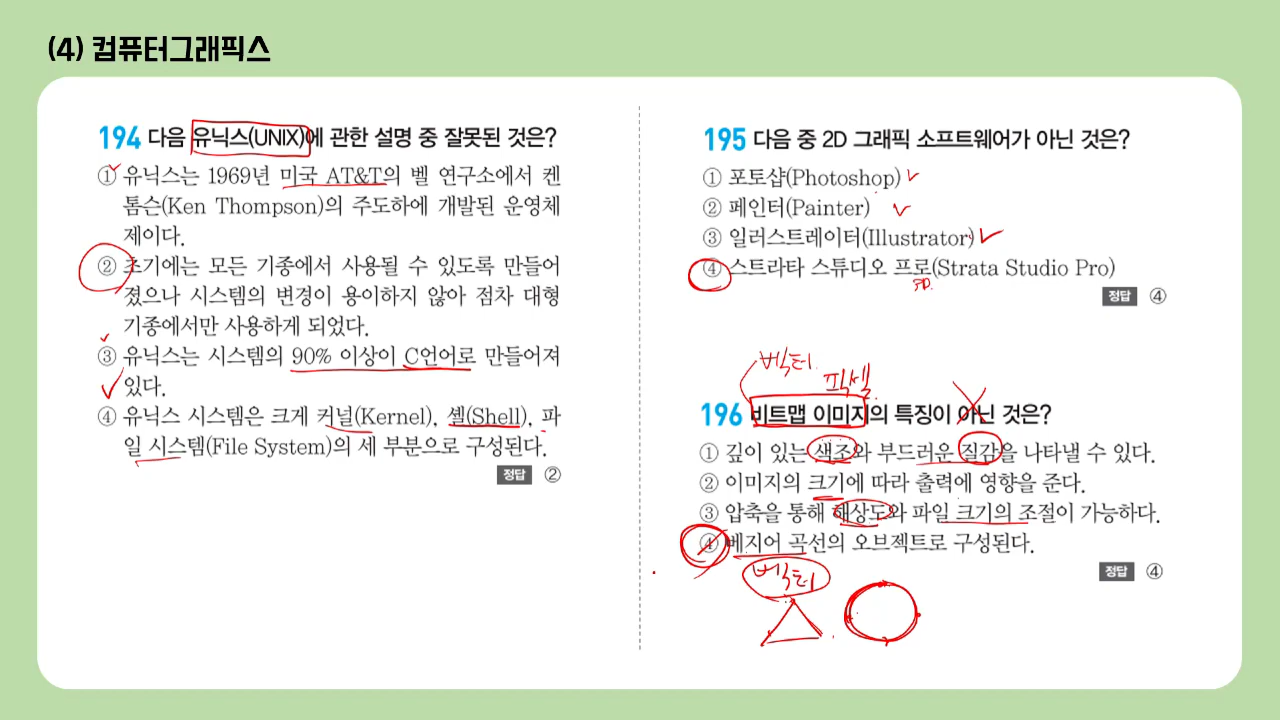 (4) 컴퓨터그래픽스
194 다음 유닉스(UNIX)에 관한 설명 중 잘못된 것은?
① 유닉스는 1969년 미국 AT&T의 벨 연구소에서 켄
톰슨(Ken Thompson)의 주도하에 개발된 운영체
제이다.
② 초기에는 모든 기종에서 사용될 수 있도록 만들어
졌으나 시스템의 변경이 용이하지 않아 점차 대형
기종에서만 사용하게 되었다.
③ 유닉스는 시스템의 90% 이상이 C언어로 만들어져
있다.
④ 유닉스 시스템은 크게 커널(Kernel), 셸(Shell), 파
일 시스템(File System)의 세 부분으로 구성된다.
정답 ②
195 다음 중 2D 그래픽 소프트웨어가 아닌 것은?
① 포토샵(Photoshop)
② 페인터(Painter)
③ 일러스트레이터(Illustrator)
④ 스트라타 스튜디오 프로(Strata Studio Pro)
3D
정답 ④
벡터
픽셀
196 비트맵 이미지의 특징이 아닌 것은?
① 깊이 있는 색조와 부드러운 질감을 나타낼 수 있다.
② 이미지의 크기에 따라 출력에 영향을 준다.
③ 압축을 통해 해상도와 파일 크기의 조절이 가능하다.
④ 베지어 곡선의 오브젝트로 구성된다.
정답 ④
벡터